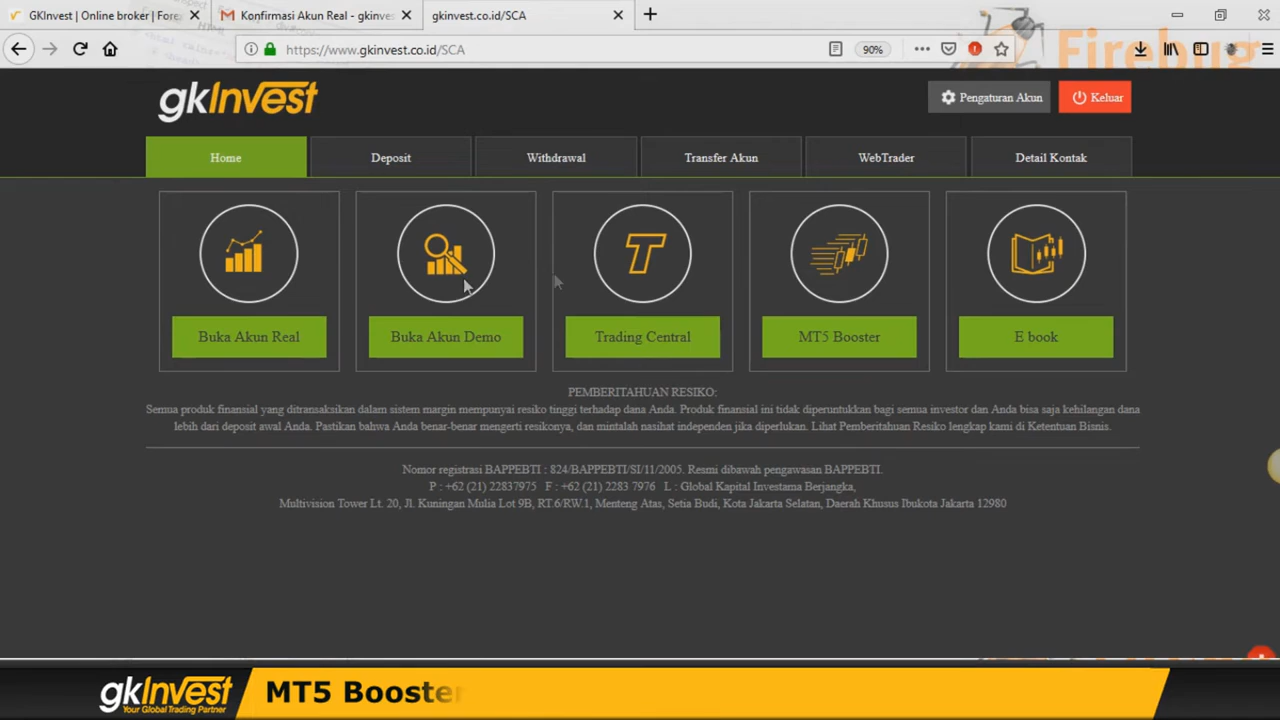 GKInvest | Online broker | Fore
Konfirmasi Akun Real - gkinves
gkinvest.co.id/SCA
https://www.gkinvest.co.id/SCA
90%
Firebug
gkInvest
Pengaturan Akun
Keluar
Home
Deposit
Withdrawal
Transfer Akun
WebTrader
Detail Kontak
Buka Akun Real
Buka Akun Demo
Trading Central
MT5 Booster
E book
PEMBERITAHUAN RESIKO:
Semua produk finansial yang ditransaksikan dalam sistem margin mempunyai resiko tinggi terhadap dana Anda. Produk finansial ini tidak diperuntukkan bagi semua investor dan Anda bisa saja kehilangan dana
lebih dari deposit awal Anda. Pastikan bahwa Anda benar-benar mengerti resikonya, dan mintalah nasihat independen jika diperlukan. Lihat Pemberitahuan Resiko lengkap kami di Ketentuan Bisnis.
Nomor registrasi BAPPEBTI : 824/BAPPEBTI/SI/11/2005. Resmi dibawah pengawasan BAPPEBTI.
P : +62 (21) 22837975 F : +62 (21) 2283 7976 L : Global Kapital Investama Berjangka,
Multivision Tower Lt. 20, Jl. Kuningan Mulia Lot 9B, RT.6/RW.1, Menteng Atas, Setia Budi, Kota Jakarta Selatan, Daerah Khusus Ibukota Jakarta 12980
gkInvest
Your Global Trading Partner
MT5 Booster